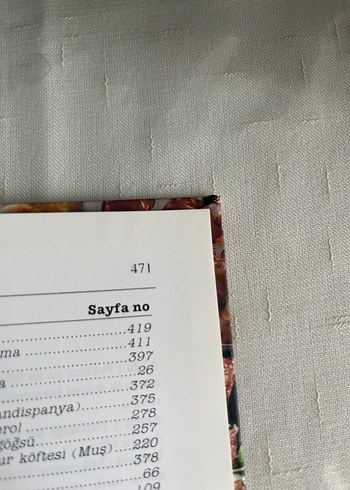 471
Sayfa no
..................419
ma ..................411
..................397
a ..................26
..................372
andispanya)..........375
erol ..................278
göğsü..................257
ur köftesi (Muş)....220
..................378
..................66
..................109